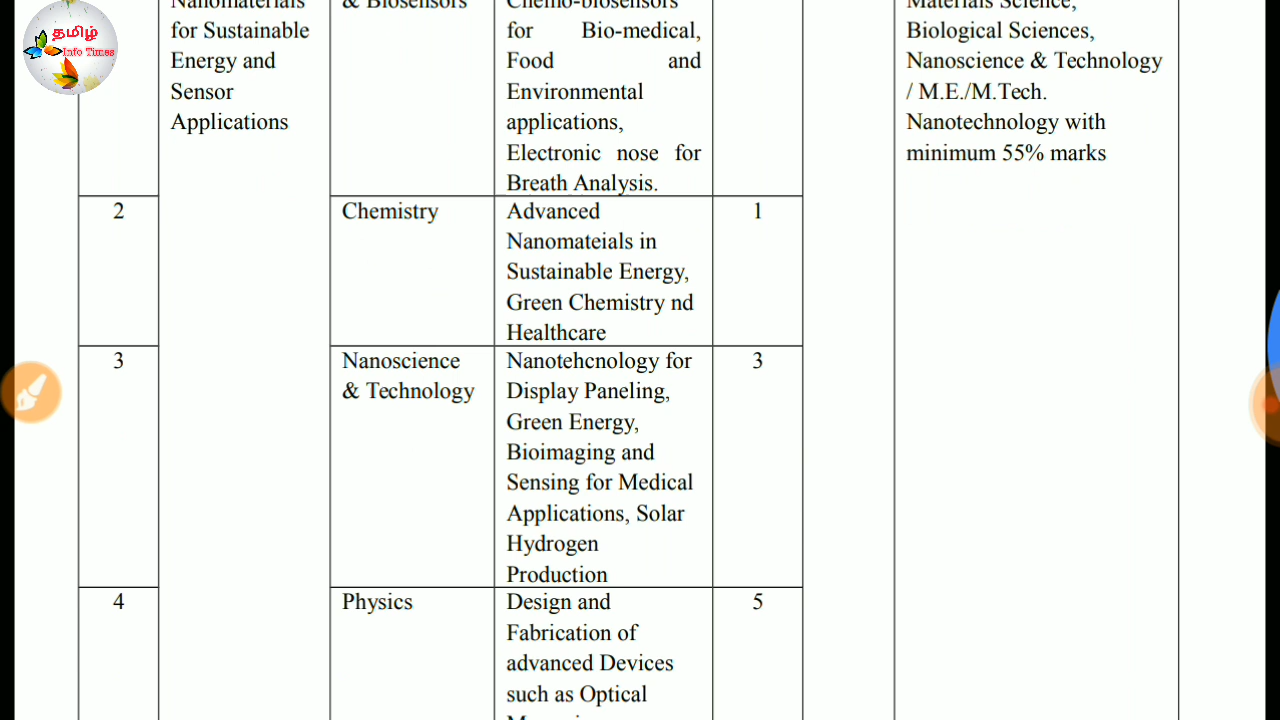 தமிழ்
Info Times
Nanomaterials
for Sustainable
Energy and
Sensor
Applications
& Biosensors
Chemo-biosensors
for Bio-medical,
Food and
Environmental
applications,
Electronic nose for
Breath Analysis.
Materials Science,
Biological Sciences,
Nanoscience & Technology
/ M.E./M.Tech.
Nanotechnology with
minimum 55% marks
2
Chemistry
Advanced
Nanomateials in
Sustainable Energy,
Green Chemistry nd
Healthcare
1
3
Nanoscience
& Technology
Nanotehcnology for
Display Paneling,
Green Energy,
Bioimaging and
Sensing for Medical
Applications, Solar
Hydrogen
Production
3
4
Physics
Design and
Fabrication of
advanced Devices
such as Optical
5